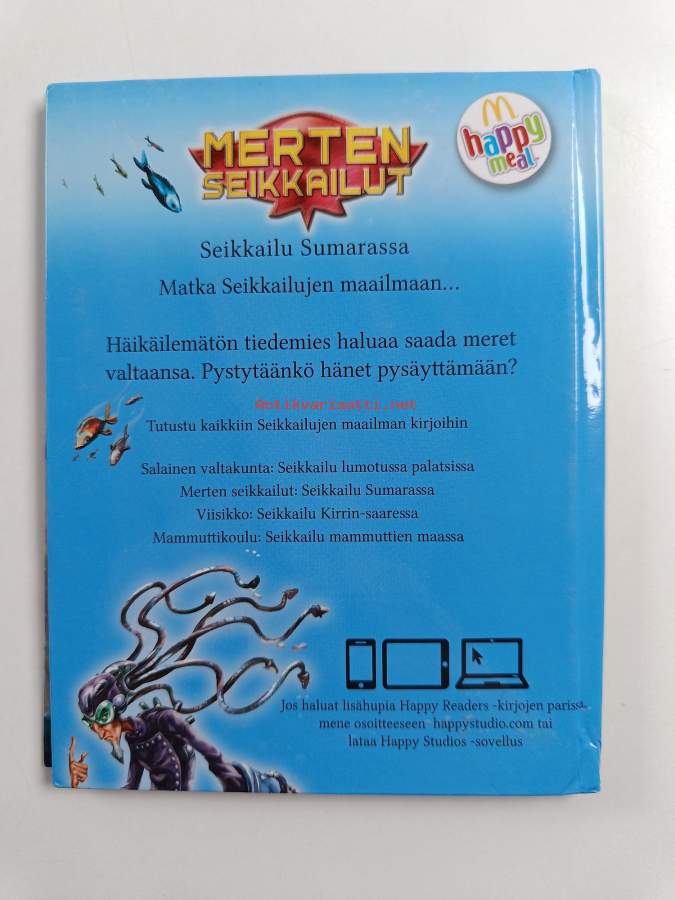 M
happy
meal
MERTEN
SEIKKAILUT
Seikkailu Sumarassa
Matka Seikkailujen maailmaan...
Häikäilemätön tiedemies haluaa saada meret
valtaansa. Pystytäänkö hänet pysäyttämään?
Antikvariaatti.net
Tutustu kaikkiin Seikkailujen maailman kirjoihin
Salainen valtakunta: Seikkailu lumotussa palatsissa
Merten seikkailut: Seikkailu Sumarassa
Viisikko: Seikkailu Kirrin-saaressa
Mammuttikoulu: Seikkailu mammuttien maassa
Jos haluat lisähupia Happy Readers -kirjojen parissa,
mene osoitteeseen happystudio.com tai
lataa Happy Studios -sovellus